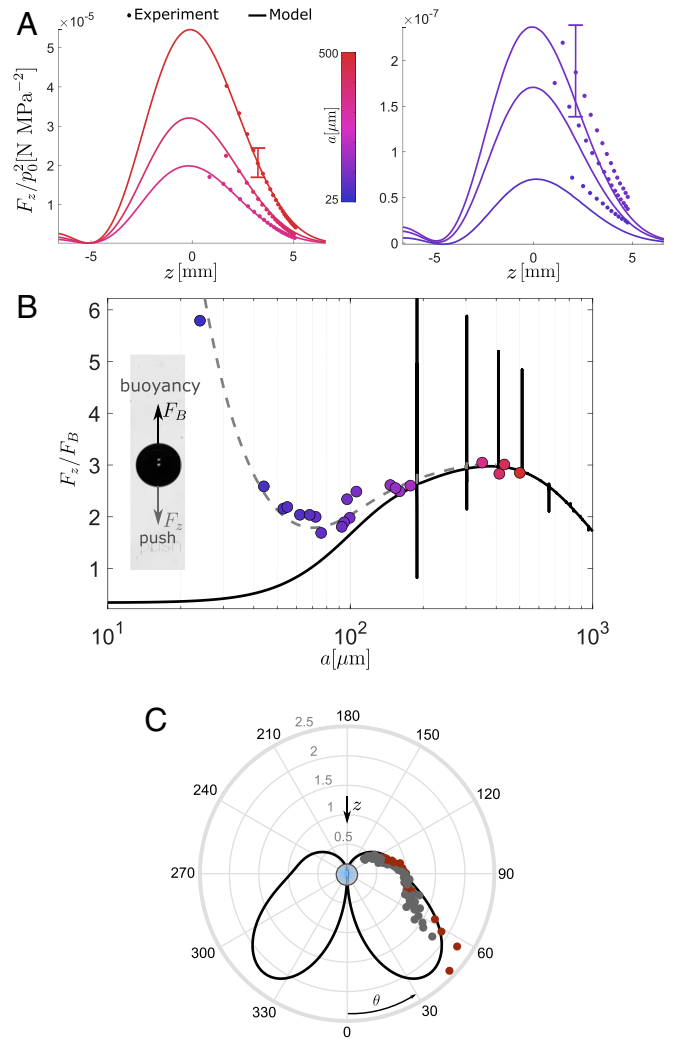 A
Experiment
Model
×10⁻⁵
5
4
3
2
1
F_z/p_0^2[N MPa⁻²]
-5
0
5
z[mm]
500
a[μm]
25
×10⁻⁷
2
1.5
1
0.5
0
-5
0
5
z[mm]
B
6
5
4
3
2
1
F_z/F_B
buoyancy
F_B
F_z
push
10¹
10²
10³
a[μm]
C
180
210
150
240
120
270
90
300
60
330
30
0
2.5
2
1.5
1
0.5
z
θ